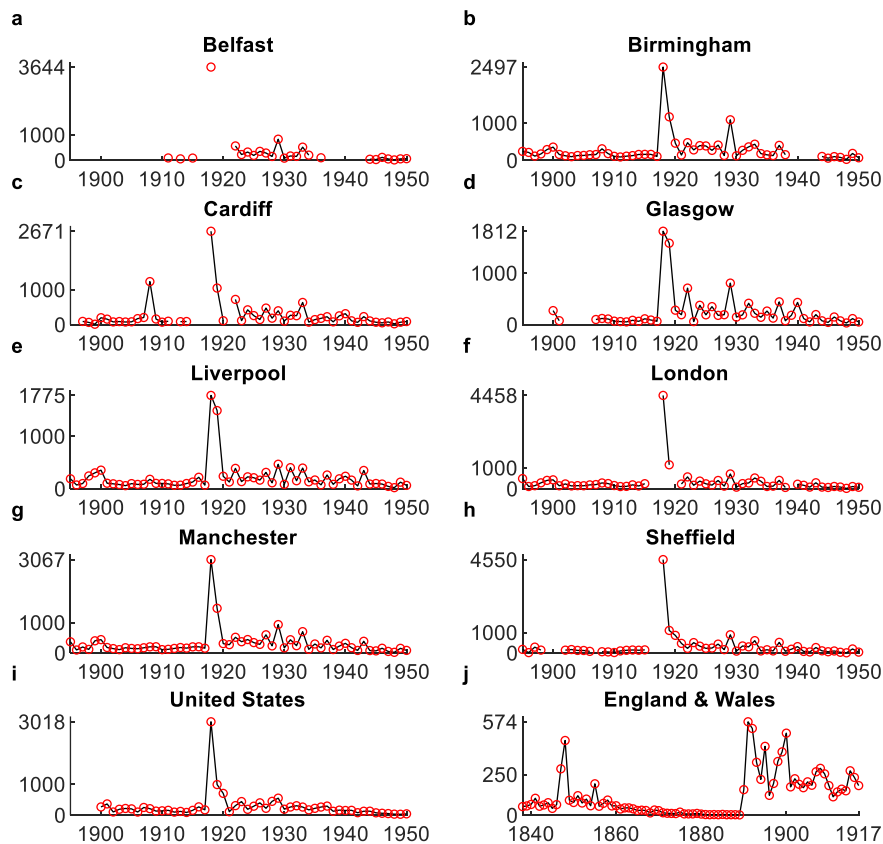 a
Belfast
3644
1000
0
1900 1910 1920 1930 1940 1950
b
Birmingham
2497
1000
0
1900 1910 1920 1930 1940 1950
c
Cardiff
2671
1000
0
1900 1910 1920 1930 1940 1950
d
Glasgow
1812
1000
0
1900 1910 1920 1930 1940 1950
e
Liverpool
1775
1000
0
1900 1910 1920 1930 1940 1950
f
London
4458
1000
0
1900 1910 1920 1930 1940 1950
g
Manchester
3067
1000
0
1900 1910 1920 1930 1940 1950
h
Sheffield
4550
1000
0
1900 1910 1920 1930 1940 1950
i
United States
3018
1000
0
1900 1910 1920 1930 1940 1950
j
England & Wales
574
250
0
1840 1860 1880 1900 1917